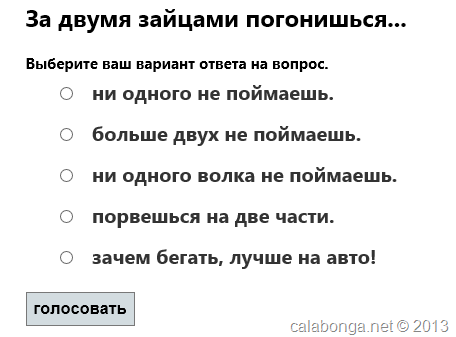 За двумя зайцами погонишься...
Выберите ваш вариант ответа на вопрос.
ни одного не поймаешь.
больше двух не поймаешь.
ни одного волка не поймаешь.
порвешься на две части.
зачем бегать, лучше на авто!
голосовать
calabonga.net © 2013